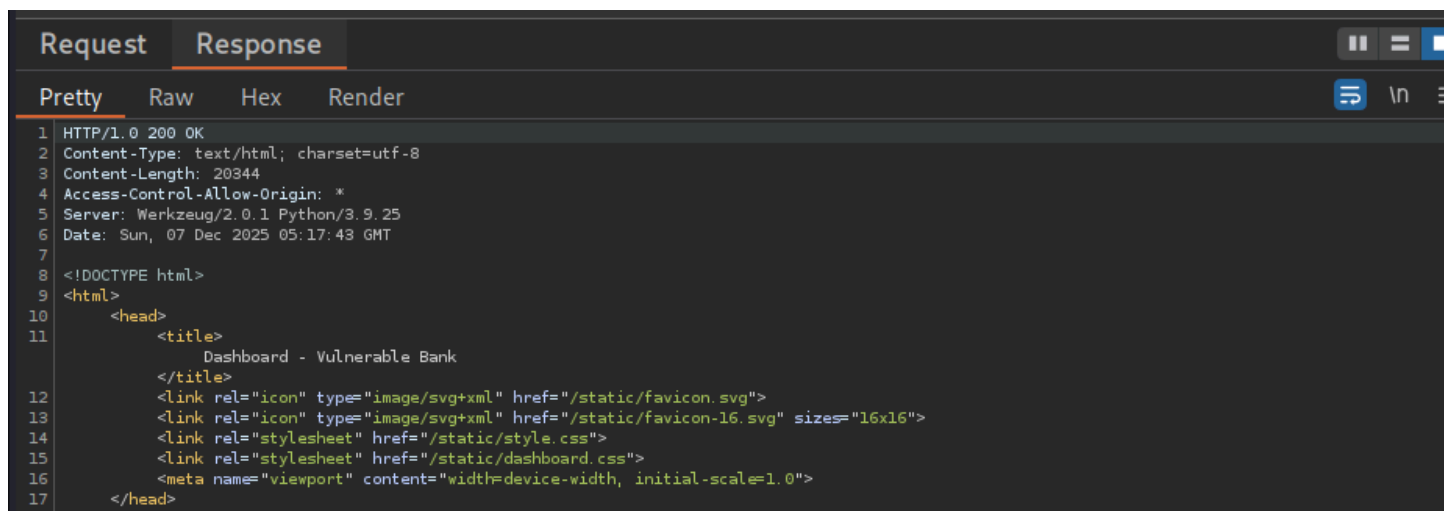 Request Response
Pretty Raw Hex Render \n
1 HTTP/1.0 200 OK
2 Content-Type: text/html; charset=utf-8
3 Content-Length: 20344
4 Access-Control-Allow-Origin: *
5 Server: Werkzeug/2.0.1 Python/3.9.25
6 Date: Sun, 07 Dec 2025 05:17:43 GMT
7
8 <!DOCTYPE html>
9 <html>
10 <head>
11 <title>
Dashboard - Vulnerable Bank
</title>
12 <link rel="icon" type="image/svg+xml" href="/static/favicon.svg">
13 <link rel="icon" type="image/svg+xml" href="/static/favicon-16.svg" sizes="16x16">
14 <link rel="stylesheet" href="/static/style.css">
15 <link rel="stylesheet" href="/static/dashboard.css">
16 <meta name="viewport" content="width=device-width, initial-scale=1.0">
17 </head>